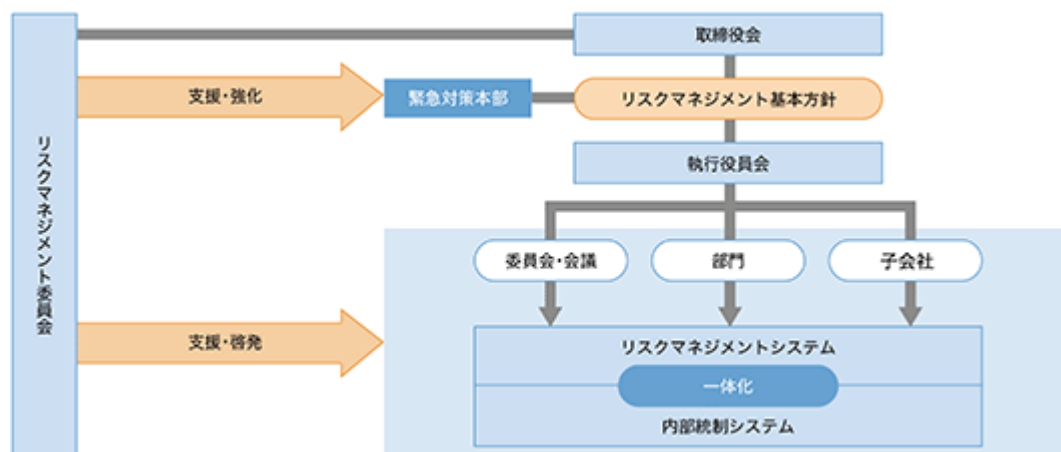 取締役会
支援・強化
緊急対策本部
リスクマネジメント基本方針
リスクマネジメント委員会
執行役員会
委員会・会議
部門
子会社
支援・啓発
リスクマネジメントシステム
一体化
内部統制システム